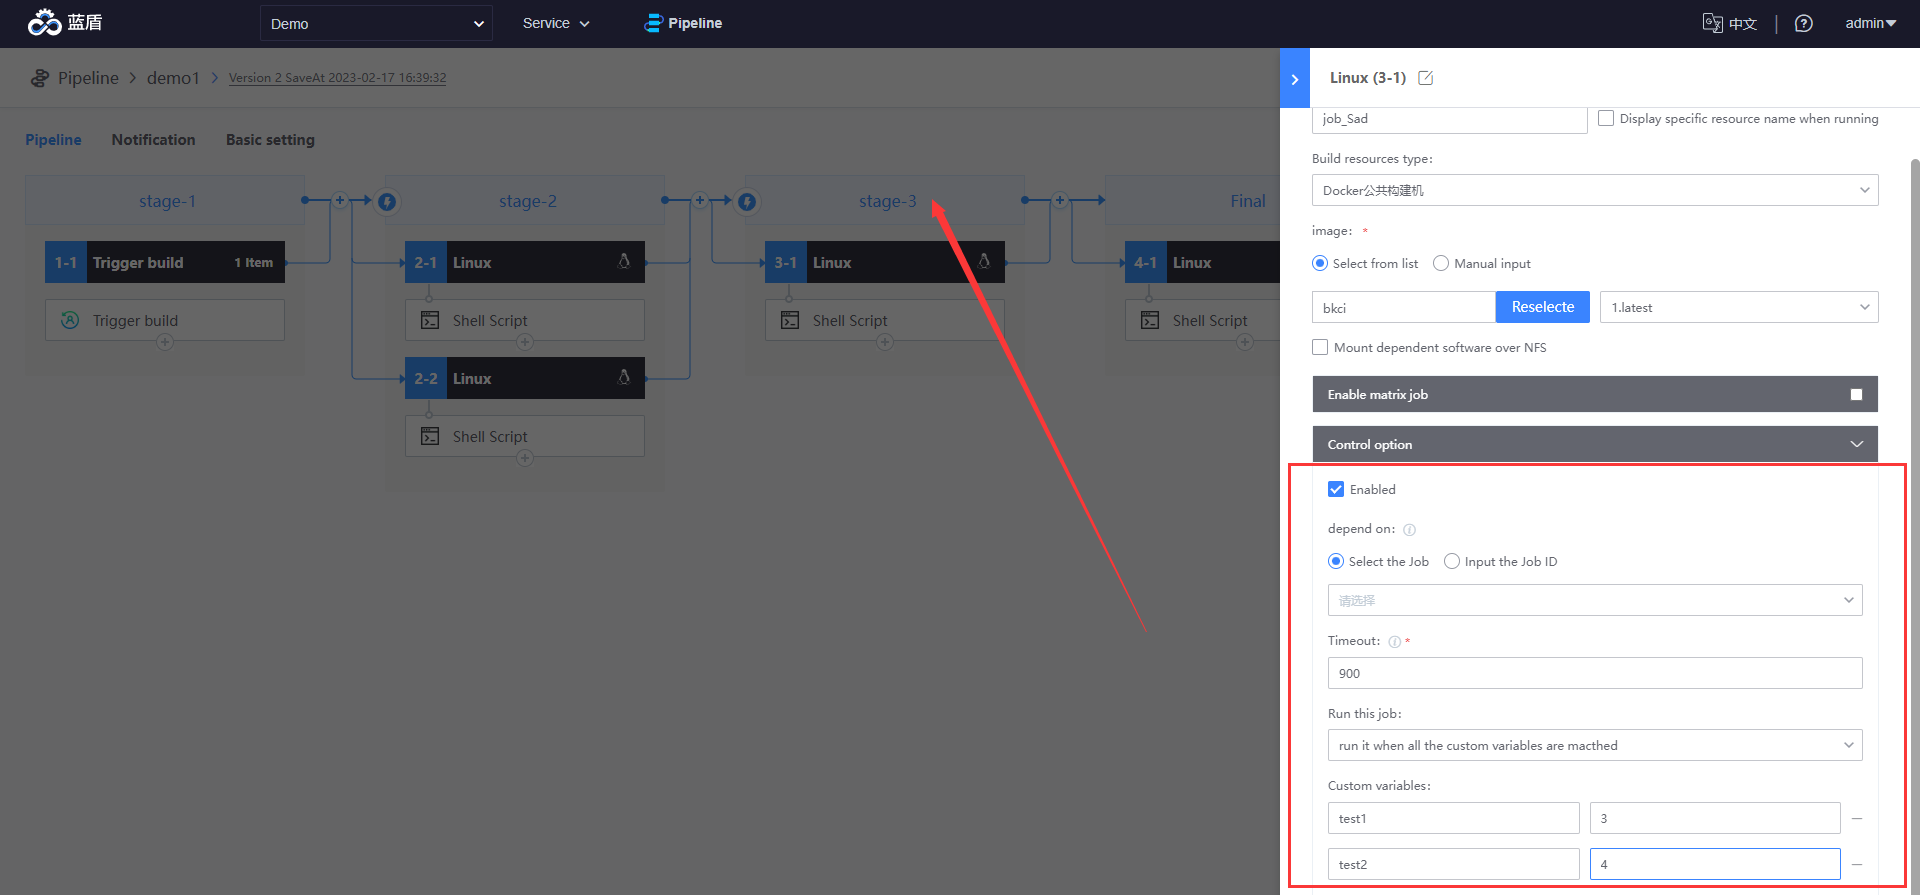 蓝盾
Demo
Service
Pipeline
中文
admin
Pipeline
demo1
Version 2 SaveAt 2023-02-17 16:39:32
Pipeline
Notification
Basic setting
stage-1
stage-2
stage-3
Final
1-1
Trigger build
1 Item
2-1
Linux
3-1
Linux
4-1
Linux
Trigger build
Shell Script
Shell Script
Shell Script
2-2
Linux
Shell Script
Linux (3-1)
job_Sad
Display specific resource name when running
Build resources type:
Docker公共构建机
image: *
Select from list
Manual input
bkci
Reselecte
1.latest
Mount dependent software over NFS
Enable matrix job
Control option
Enabled
depend on:
Select the Job
Input the Job ID
请选择
Timeout: *
900
Run this job:
run it when all the custom variables are macthed
Custom variables:
test1
3
test2
4